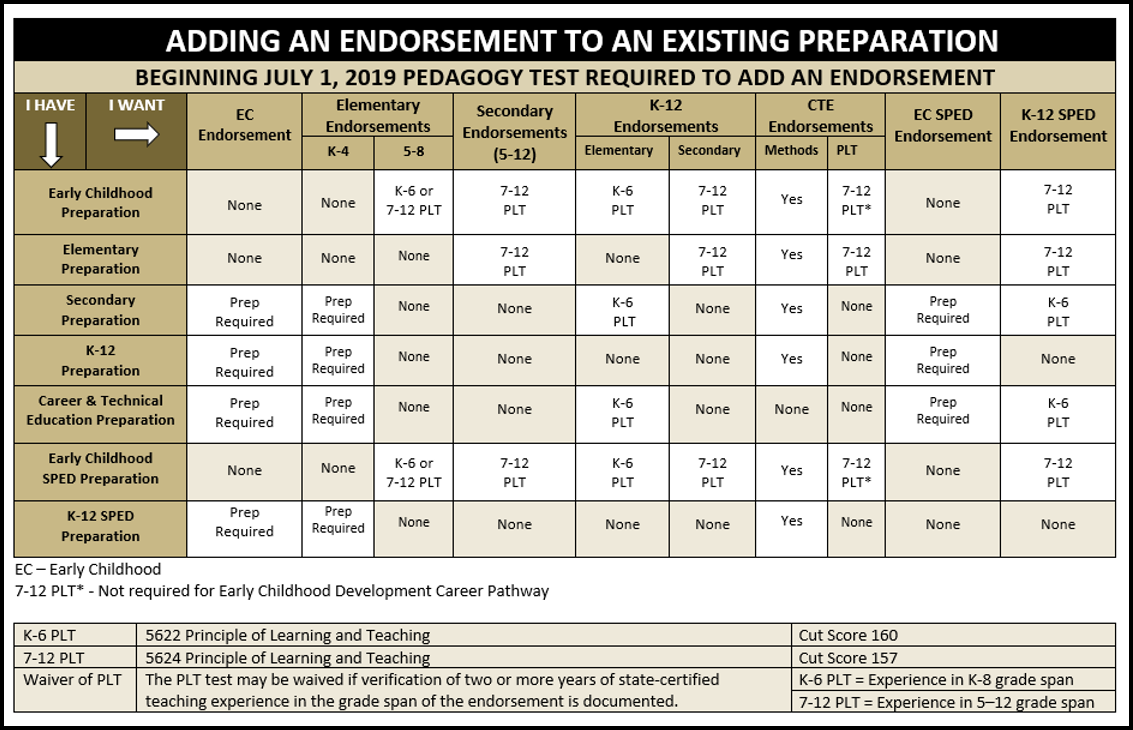 ADDING AN ENDORSEMENT TO AN EXISTING PREPARATION
BEGINNING JULY 1, 2019 PEDAGOGY TEST REQUIRED TO ADD AN ENDORSEMENT
I HAVE
I WANT
EC
Endorsement
Elementary
Endorsements
K-4
5-8
Secondary
Endorsements
(5-12)
K-12
Endorsements
Elementary
Secondary
CTE
Endorsements
Methods
PLT
EC SPED
Endorsement
K-12 SPED
Endorsement
Early Childhood
Preparation
None
None
K-6 or
7-12 PLT
7-12
PLT
K-6
PLT
7-12
PLT
Yes
7-12
PLT*
None
7-12
PLT
Elementary
Preparation
None
None
None
7-12
PLT
None
7-12
PLT
Yes
7-12
PLT
None
7-12
PLT
Secondary
Preparation
Prep
Required
Prep
Required
None
None
K-6
PLT
None
Yes
None
Prep
Required
K-6
PLT
K-12
Preparation
Prep
Required
Prep
Required
None
None
None
None
Yes
None
Prep
Required
None
Career & Technical
Education Preparation
Prep
Required
Prep
Required
None
None
K-6
PLT
None
None
None
Prep
Required
K-6
PLT
Early Childhood
SPED Preparation
None
None
K-6 or
7-12 PLT
7-12
PLT
K-6
PLT
7-12
PLT
Yes
7-12
PLT*
None
7-12
PLT
K-12 SPED
Preparation
Prep
Required
Prep
Required
None
None
None
None
Yes
None
None
None
EC – Early Childhood
7-12 PLT* - Not required for Early Childhood Development Career Pathway
K-6 PLT
5622 Principle of Learning and Teaching
Cut Score 160
7-12 PLT
5624 Principle of Learning and Teaching
Cut Score 157
Waiver of PLT
The PLT test may be waived if verification of two or more years of state-certified
teaching experience in the grade span of the endorsement is documented.
K-6 PLT = Experience in K-8 grade span
7-12 PLT = Experience in 5–12 grade span